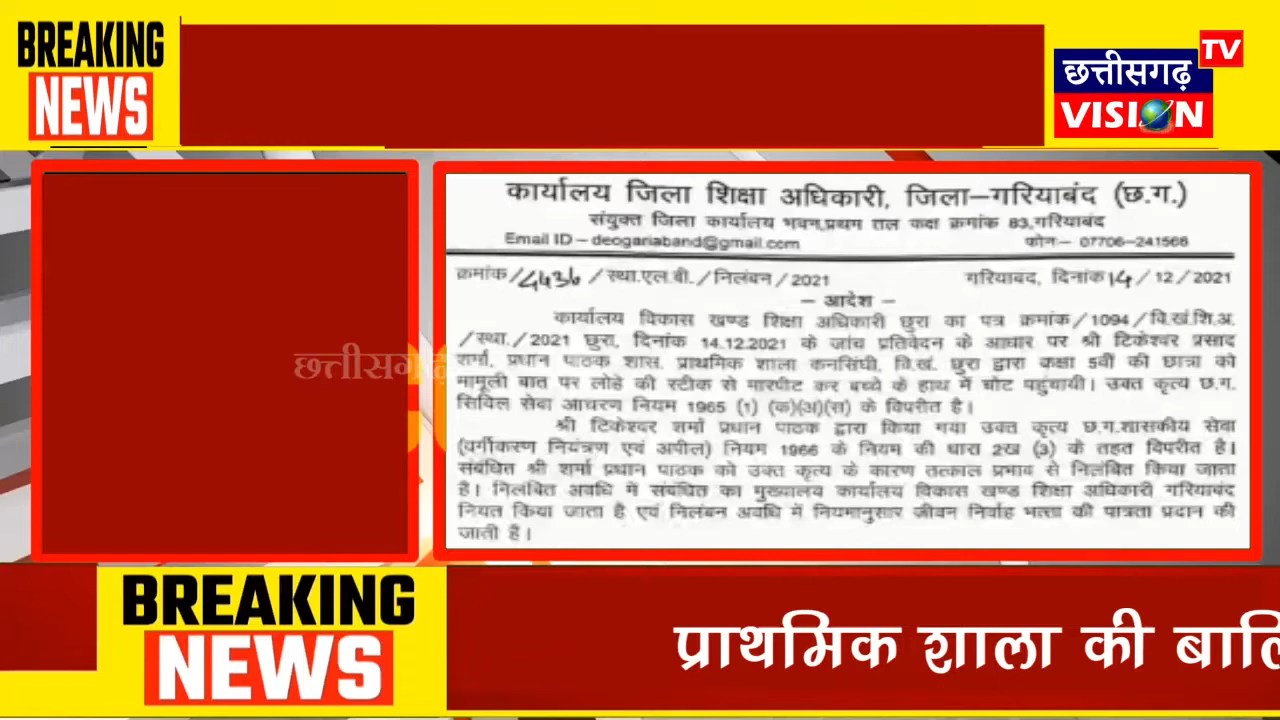 BREAKING
NEWS
छत्तीसगढ़
TV
VISION
कार्यालय जिला शिक्षा अधिकारी, जिला–गरियाबंद (छ.ग.)
संयुक्त जिला कार्यालय भवन,प्रथम तल कक्ष क्रमांक 83,गरियाबंद
Email ID – deogariaband@gmail.com फोनः– 07706–241566
क्रमांक/4436/स्था.एल.बी./निलंबन/2021 गरियाबंद, दिनांक 14/12/2021
– आदेश –
कार्यालय विकास खण्ड शिक्षा अधिकारी छुरा का पत्र क्रमांक/1094/वि.खं.शि.अ.
/स्था./2021 छुरा, दिनांक 14.12.2021 के जांच प्रतिवेदन के आधार पर श्री टिकेश्वर प्रसाद
शर्मा, प्रधान पाठक शास. प्राथमिक शाला कनसिंघी, वि.खं. छुरा द्वारा कक्षा 5वीं की छात्रा को
मामूली बात पर लोहे की स्टीक से मारपीट कर बच्चे के हाथ में चोट पहुंचायी। उक्त कृत्य छ.ग.
सिविल सेवा आचरण नियम 1965 (1) (क)(अ)(स) के विपरीत है।
श्री टिकेश्वर शर्मा प्रधान पाठक द्वारा किया गया उक्त कृत्य छ.ग.शासकीय सेवा
(वर्गीकरण नियंत्रण एवं अपील) नियम 1966 के नियम की धारा 2ख (3) के तहत विपरीत है।
संबंधित श्री शर्मा प्रधान पाठक को उक्त कृत्य के कारण तत्काल प्रभाव से निलंबित किया जाता
है। निलंबित अवधि में संबंधित का मुख्यालय कार्यालय विकास खण्ड शिक्षा अधिकारी गरियाबंद
नियत किया जाता है एवं निलंबन अवधि में नियमानुसार जीवन निर्वाह भत्ता की पात्रता प्रदान की
जाती है।
छत्तीसगढ़
BREAKING
NEWS
प्राथमिक शाला की बालि